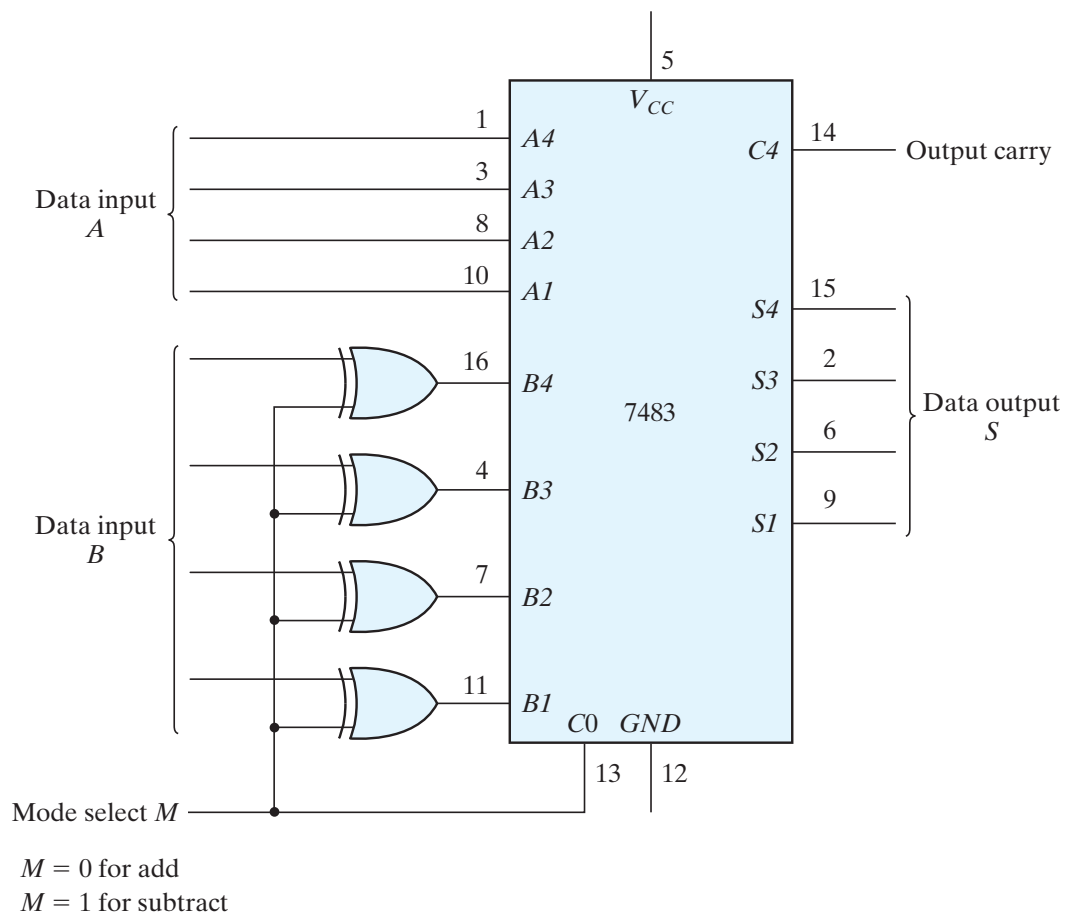 5
V_CC
1
A4
14
C4
Output carry
3
A3
Data input
A
8
A2
10
A1
15
S4
16
B4
2
S3
7483
Data output
S
6
S2
4
B3
9
S1
Data input
B
7
B2
11
B1
C0
GND
13
12
Mode select M
M = 0 for add
M = 1 for subtract